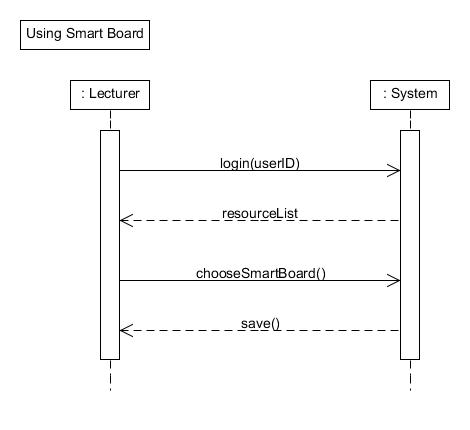 Using Smart Board
: Lecturer
: System
login(userID)
resourceList
chooseSmartBoard()
save()